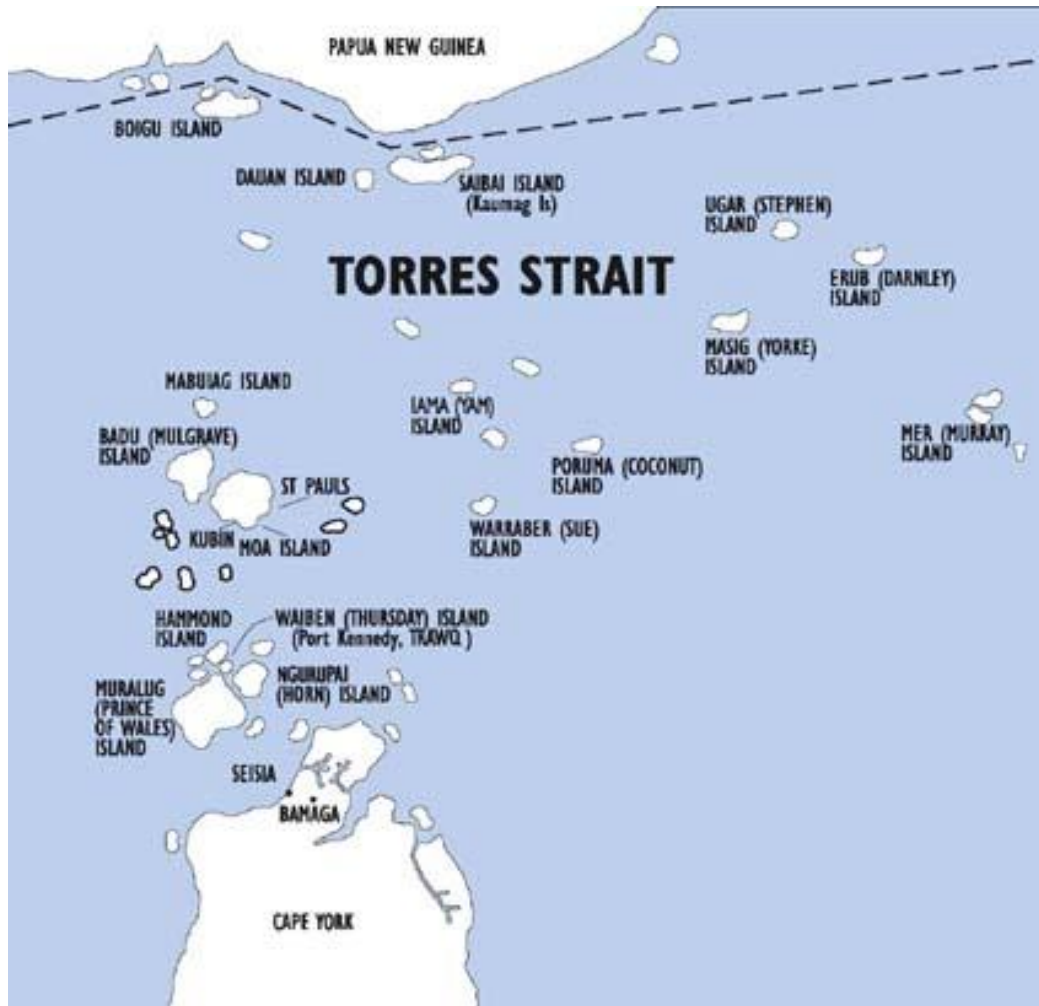 PAPUA NEW GUINEA
BOIGU ISLAND
DAUAN ISLAND
SAIBAI ISLAND
(Kaumag Is)
UGAR (STEPHEN)
ISLAND
TORRES STRAIT
ERUB (DARNLEY)
ISLAND
MASIG (YORKE)
ISLAND
MABUIAG ISLAND
IAMA (YAM)
ISLAND
BADU (MULGRAVE)
ISLAND
MER (MURRAY)
ISLAND
PORUMA (COCONUT)
ISLAND
ST PAULS
WARRABER (SUE)
ISLAND
KUBIN
MOA ISLAND
HAMMOND
ISLAND
WAIBEN (THURSDAY) ISLAND
(Port Kennedy, TRAWQ )
NGURUPAI
(HORN) ISLAND
MURALUG
(PRINCE
OF WALES)
ISLAND
SEISIA
BAMAGA
CAPE YORK